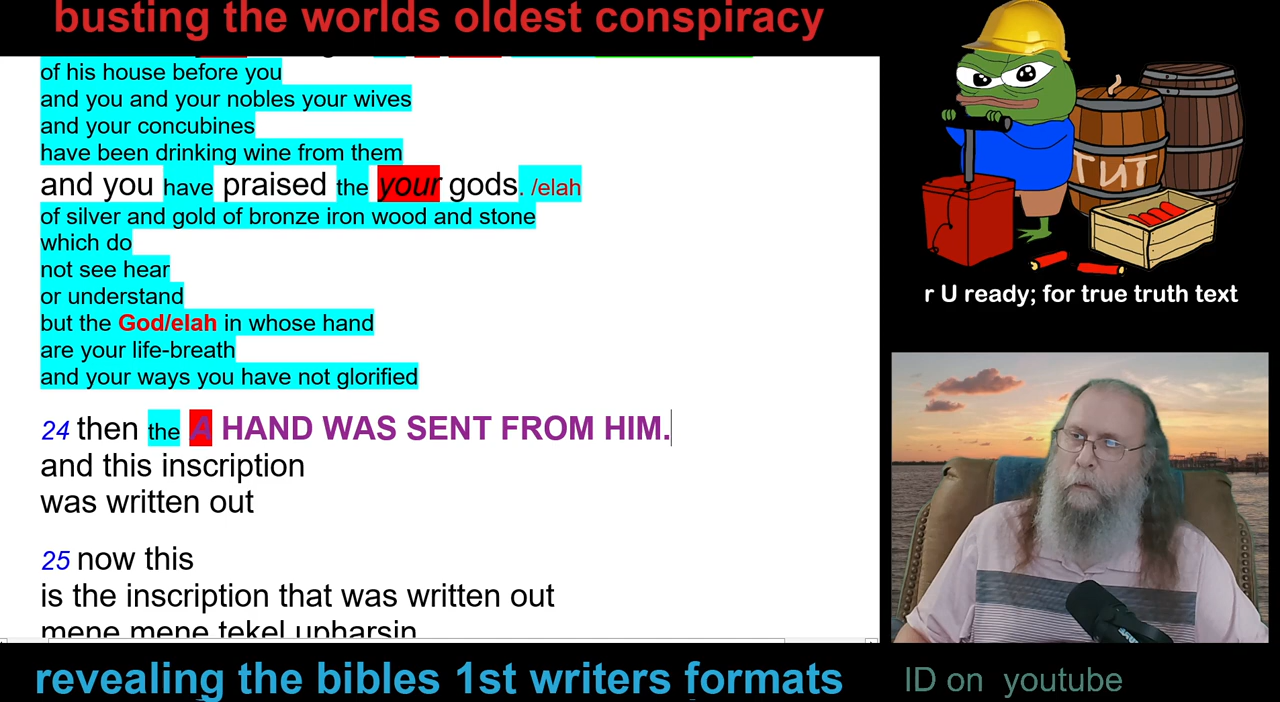 busting the worlds oldest conspiracy
of his house before you
and you and your nobles your wives
and your concubines
have been drinking wine from them
and you have praised the your gods. /elah
of silver and gold of bronze iron wood and stone
which do
not see hear
or understand
but the God/elah in whose hand
are your life-breath
and your ways you have not glorified
24 then the A HAND WAS SENT FROM HIM.
and this inscription
was written out
25 now this
is the inscription that was written out
mene mene tekel upharsin
revealing the bibles 1st writers formats
TNT
r U ready; for true truth text
ID on youtube